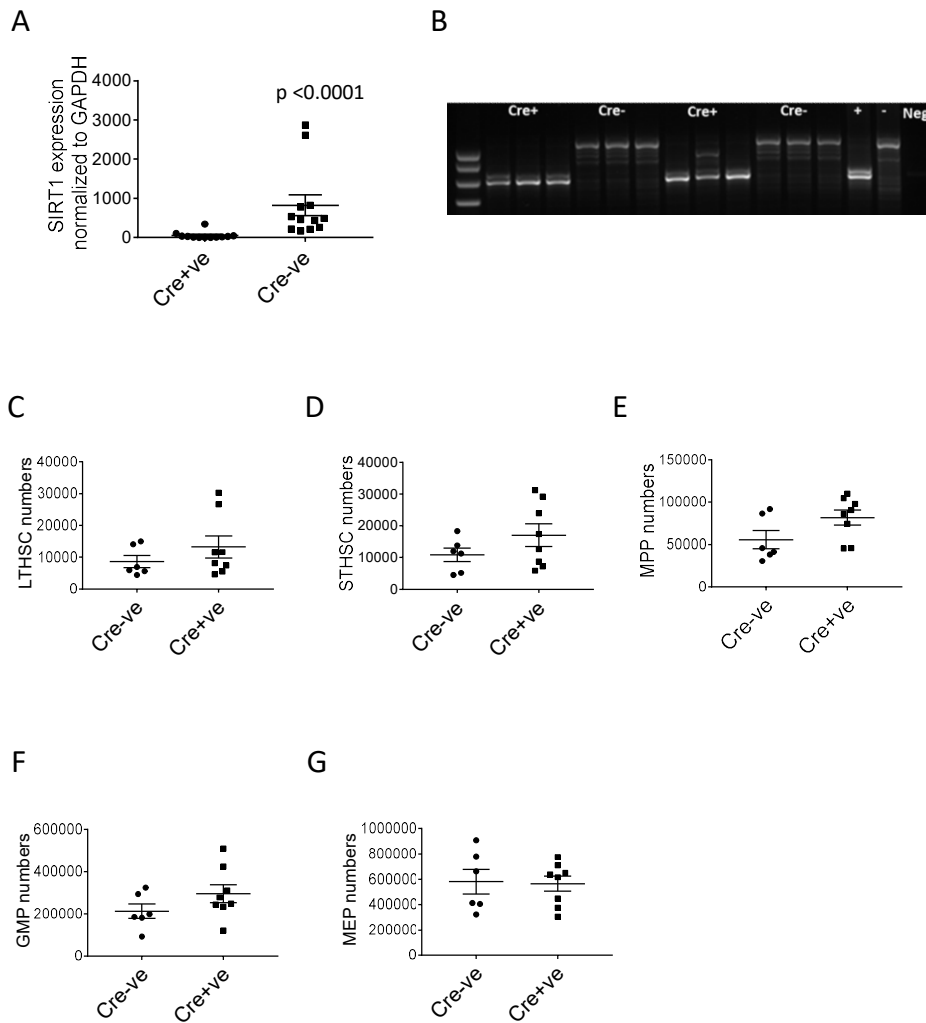 A
SIRT1 expression
normalized to GAPDH
4000
3000
2000
1000
0
p <0.0001
Cre+ve
Cre-ve
B
Cre+ Cre- Cre+ Cre- + - Neg
C
LTHSC numbers
40000
30000
20000
10000
0
Cre-ve
Cre+ve
D
STHSC numbers
40000
30000
20000
10000
0
Cre-ve
Cre+ve
E
MPP numbers
150000
100000
50000
0
Cre-ve
Cre+ve
F
GMP numbers
600000
400000
200000
0
Cre-ve
Cre+ve
G
MEP numbers
1000000
800000
600000
400000
200000
0
Cre-ve
Cre+ve